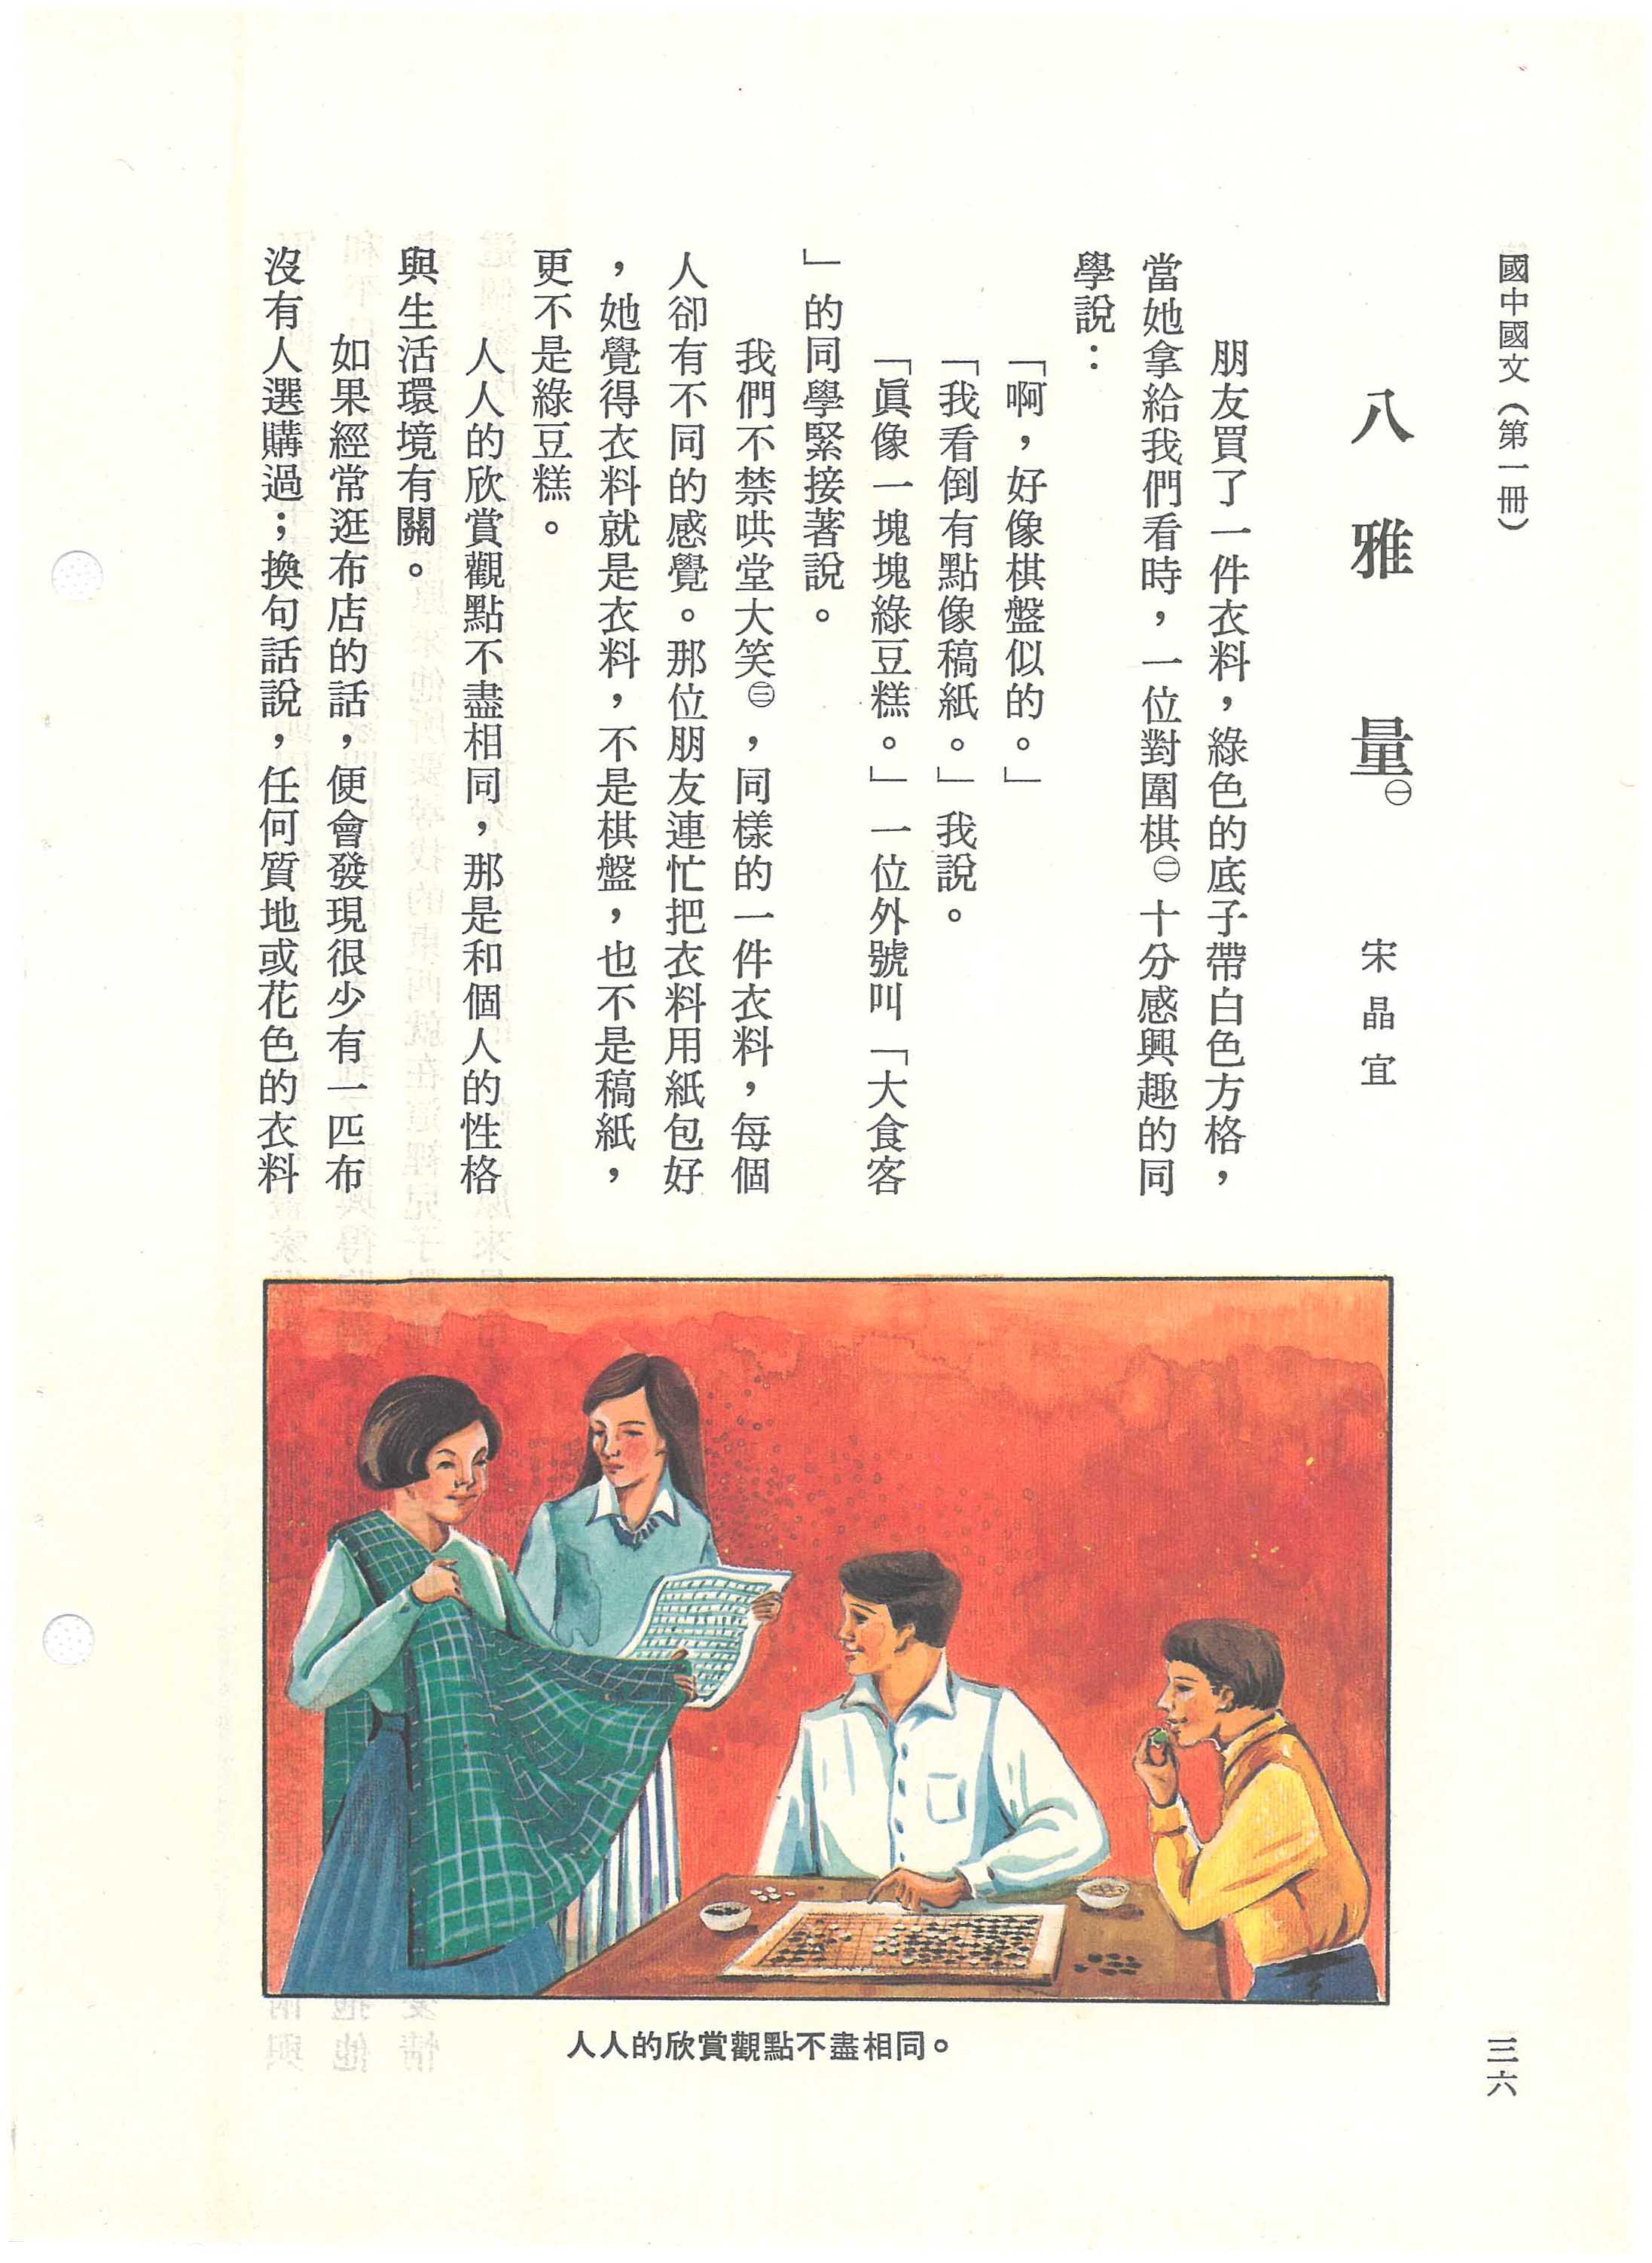 國中國文（第一冊）
八　雅　量㊀
宋晶宜
朋友買了一件衣料，綠色的底子帶白色方格，
當她拿給我們看時，一位對圍棋㊁十分感興趣的同
學說：
「啊，好像棋盤似的。」
「我看倒有點像稿紙。」我說。
「眞像一塊塊綠豆糕。」一位外號叫「大食客
」的同學緊接著說。
我們不禁哄堂大笑㊂，同樣的一件衣料，每個
人卻有不同的感覺。那位朋友連忙把衣料用紙包好
，她覺得衣料就是衣料，不是棋盤，也不是稿紙，
更不是綠豆糕。
人人的欣賞觀點不盡相同，那是和個人的性格
與生活環境有關。
如果經常逛布店的話，便會發現很少有一匹布
沒有人選購過；換句話說，任何質地或花色的衣料
人人的欣賞觀點不盡相同。
三六